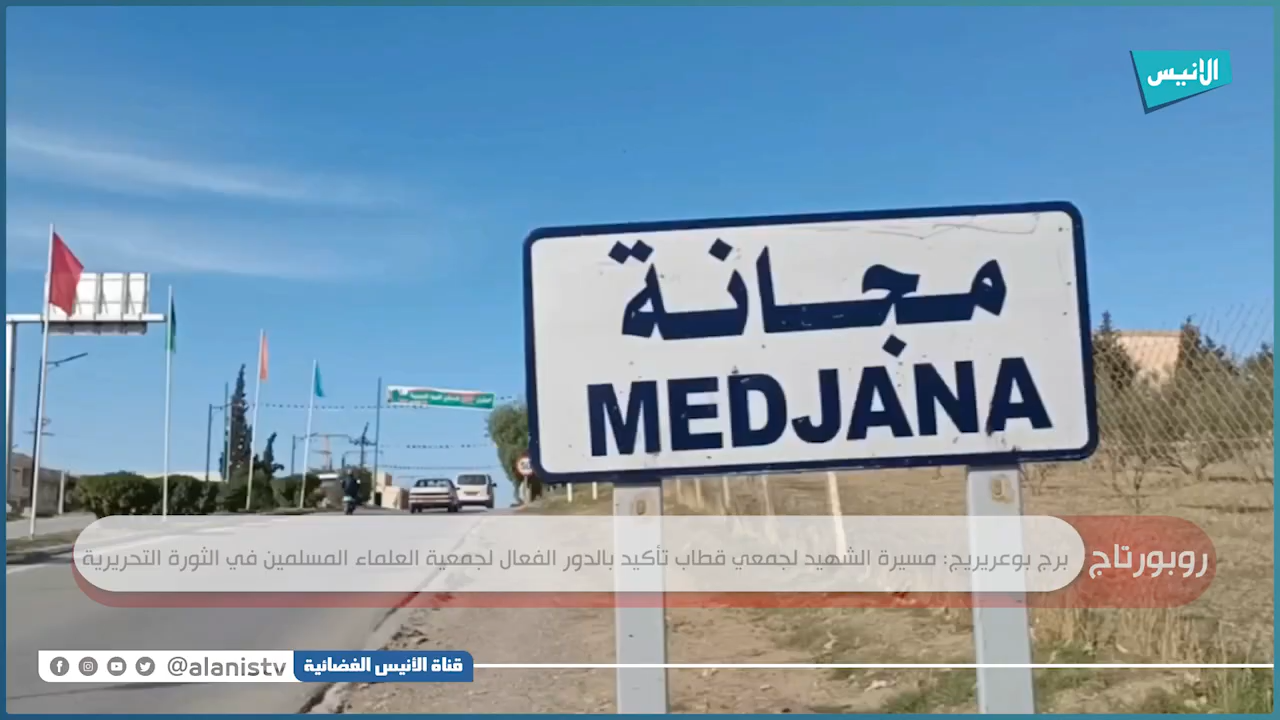 الأنيس
مجانة
MEDJANA
روبورتاج
برج بوعريريج: مسيرة الشهيد لجمعي قطاب تأكيد بالدور الفعال لجمعية العلماء المسلمين في الثورة التحريرية
@alanistv
قناة الأنيس الفضائية